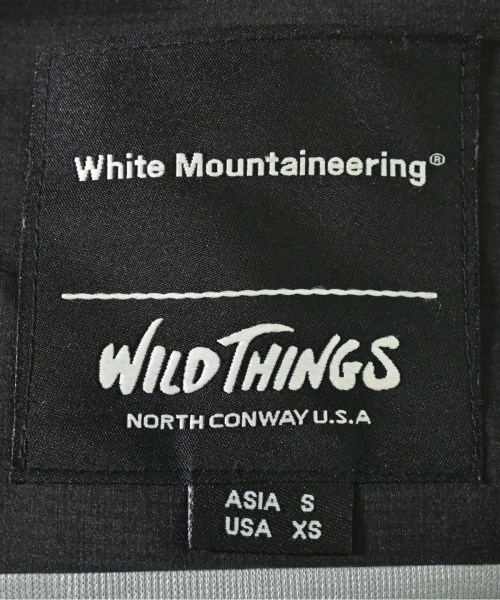 White Mountaineering®
WILD THINGS
NORTH CONWAY U.S.A
ASIA S
USA XS